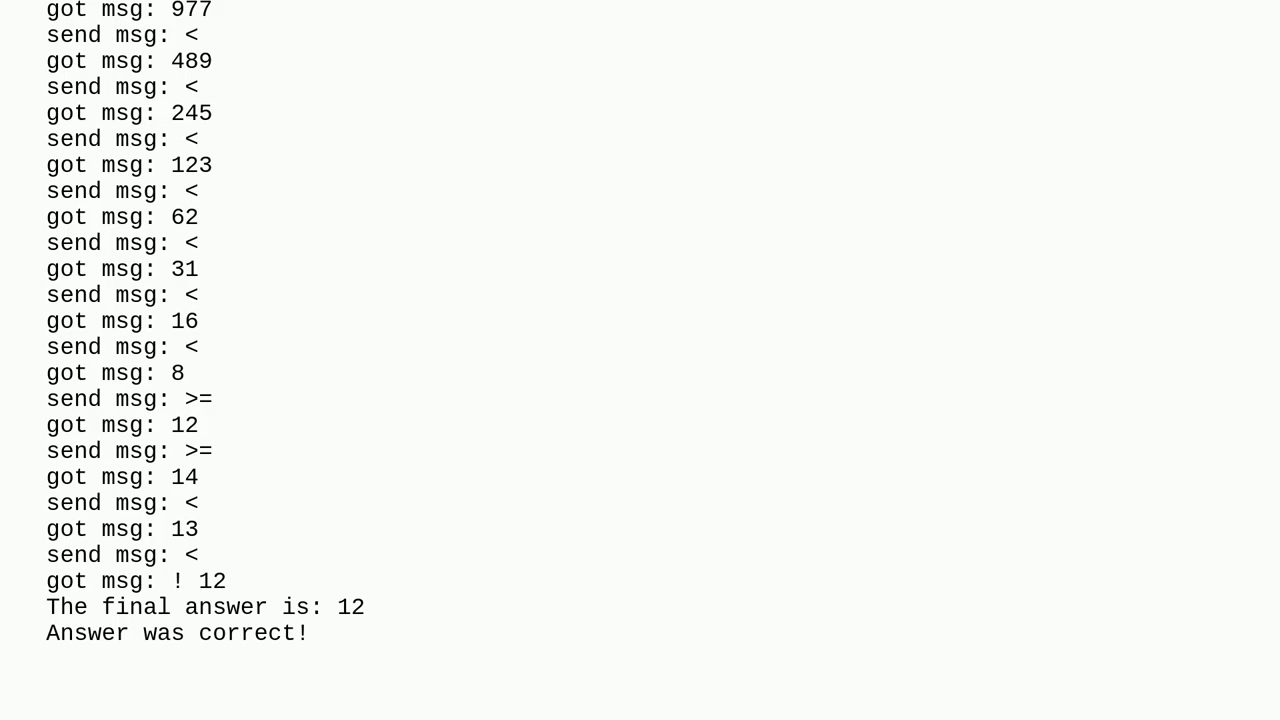 got msg: 977
send msg: <
got msg: 489
send msg: <
got msg: 245
send msg: <
got msg: 123
send msg: <
got msg: 62
send msg: <
got msg: 31
send msg: <
got msg: 16
send msg: <
got msg: 8
send msg: >=
got msg: 12
send msg: >=
got msg: 14
send msg: <
got msg: 13
send msg: <
got msg: ! 12
The final answer is: 12
Answer was correct!